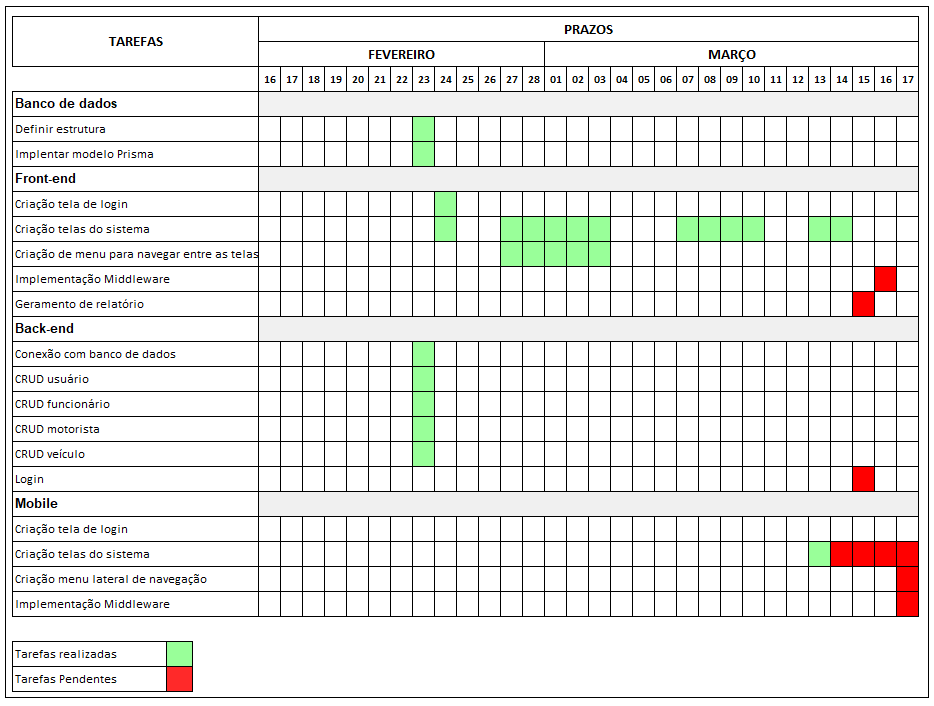 TAREFAS
PRAZOS
FEVEREIRO
MARÇO
16 17 18 19 20 21 22 23 24 25 26 27 28 01 02 03 04 05 06 07 08 09 10 11 12 13 14 15 16 17
Banco de dados
Definir estrutura
Implentar modelo Prisma
Front-end
Criação tela de login
Criação telas do sistema
Criação de menu para navegar entre as telas
Implementação Middleware
Geramento de relatório
Back-end
Conexão com banco de dados
CRUD usuário
CRUD funcionário
CRUD motorista
CRUD veículo
Login
Mobile
Criação tela de login
Criação telas do sistema
Criação menu lateral de navegação
Implementação Middleware
Tarefas realizadas
Tarefas Pendentes